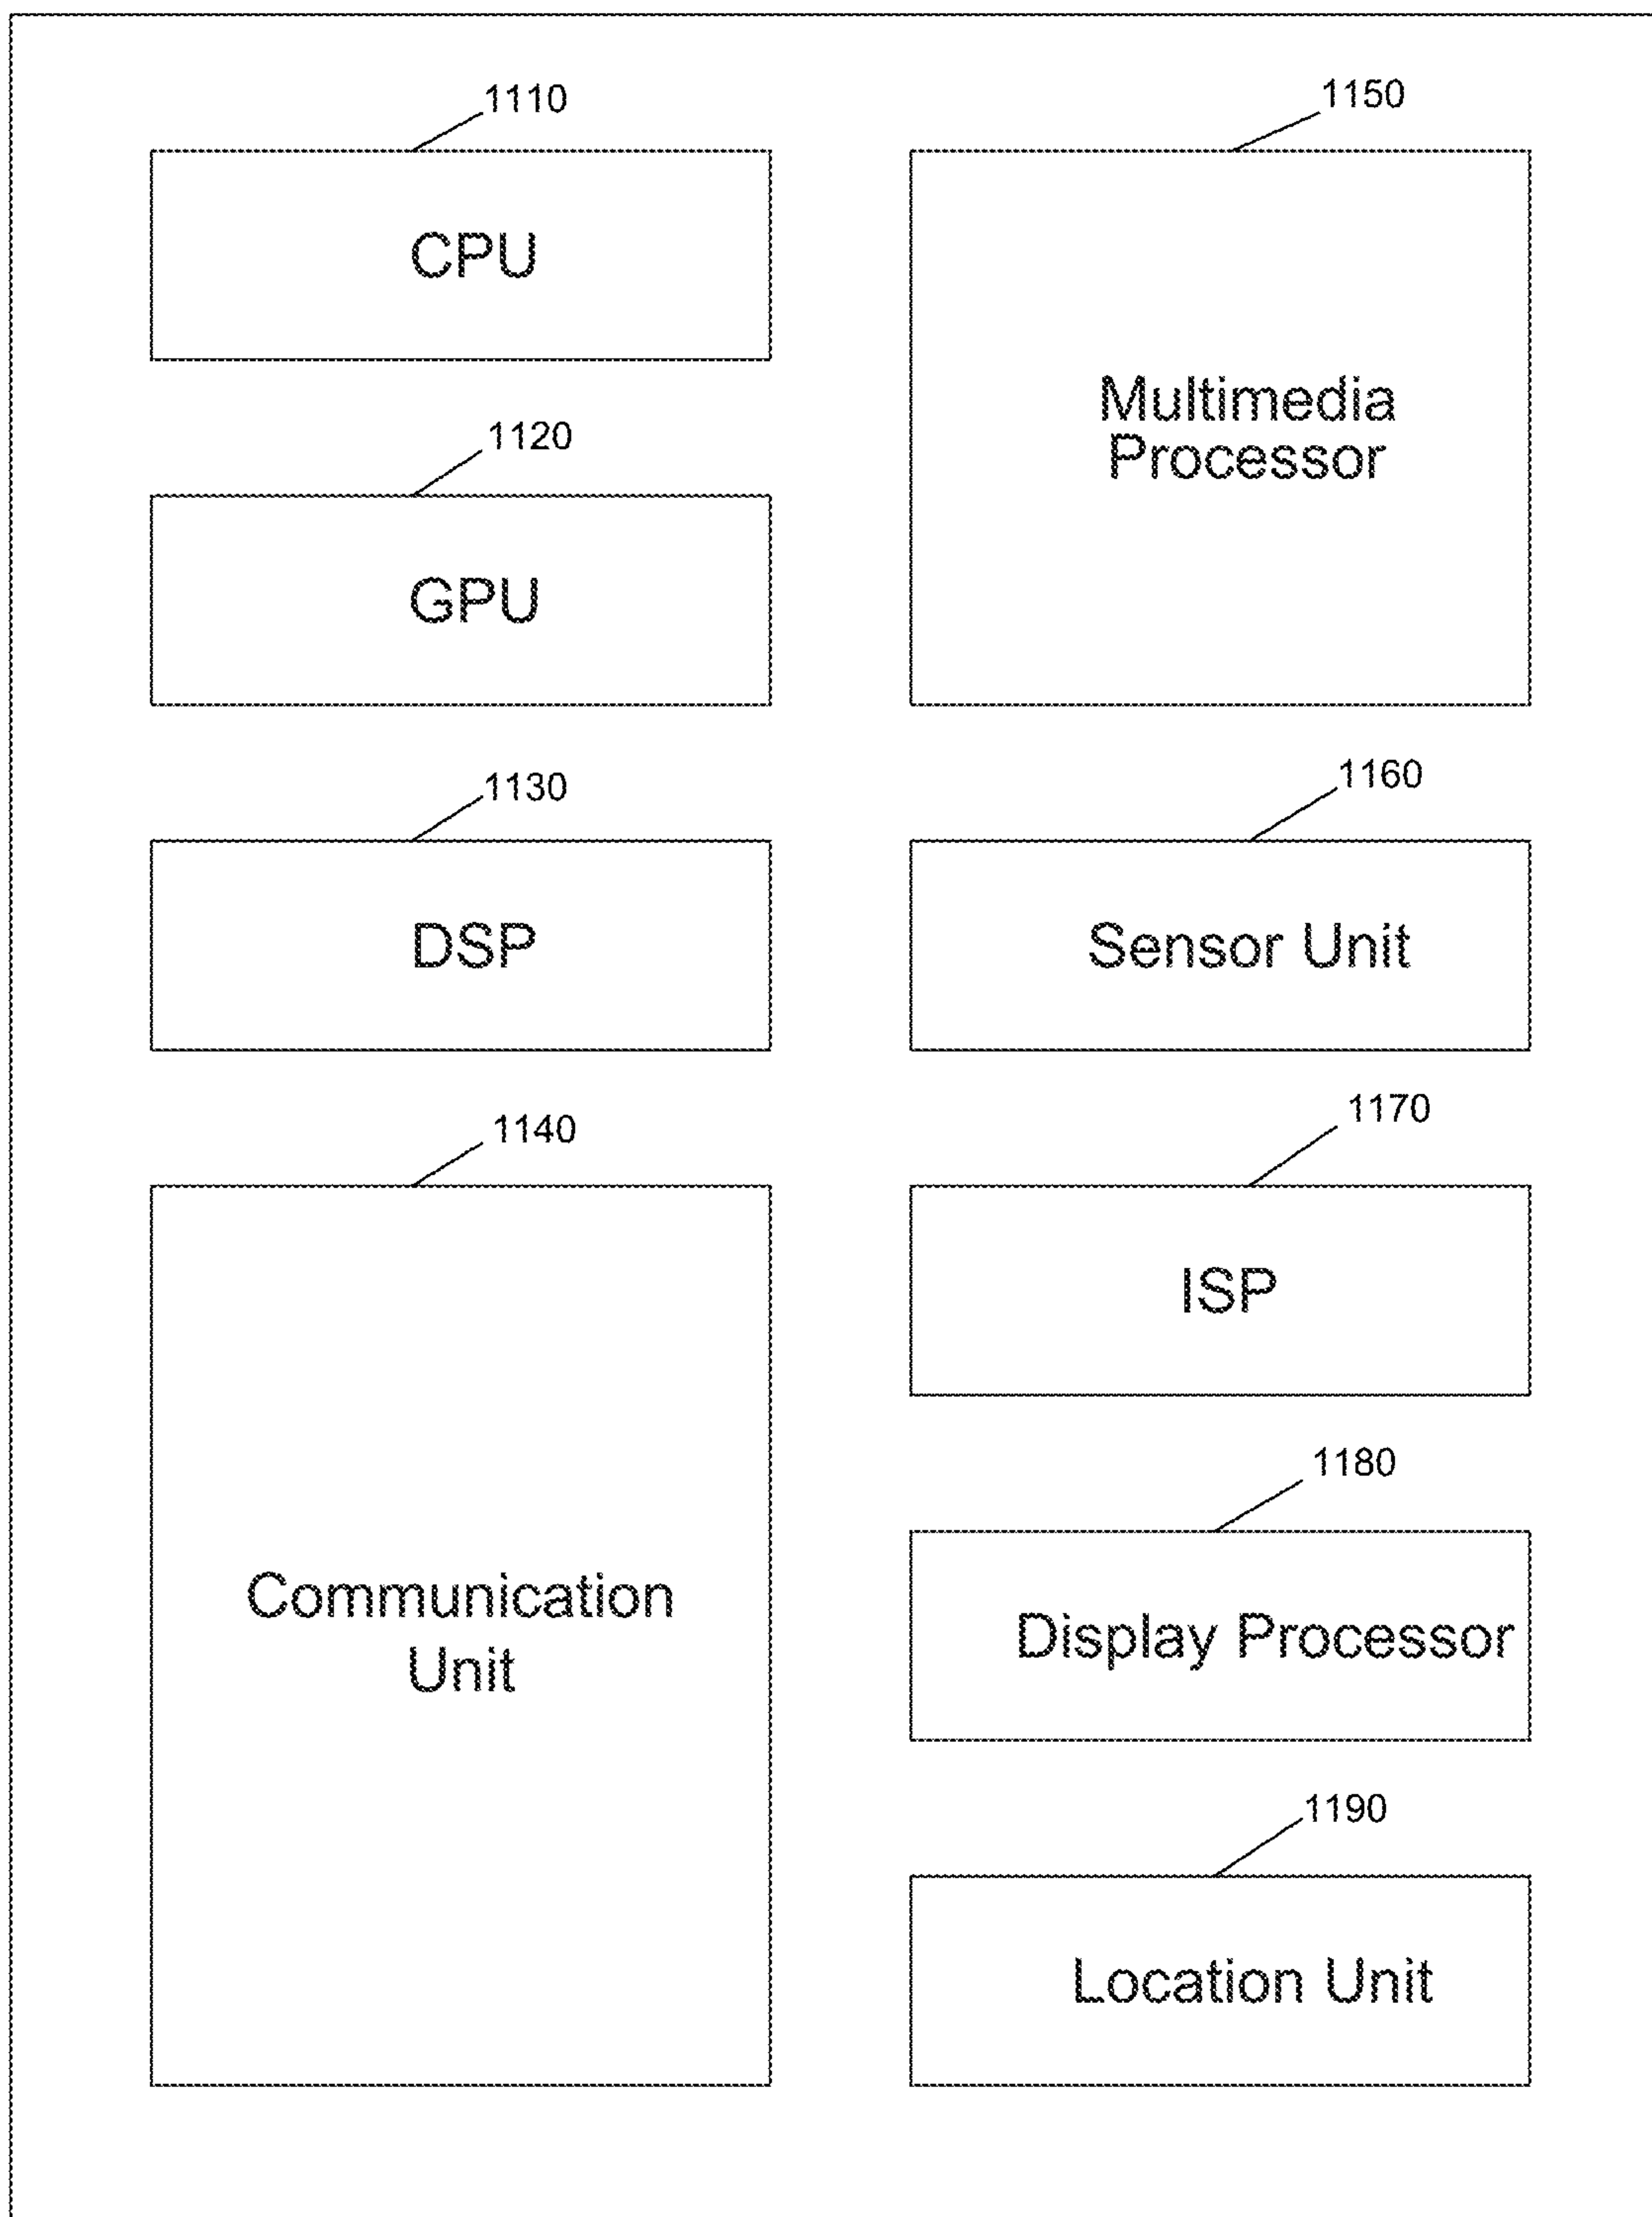 1110
CPU
1120
GPU
1130
DSP
1140
Communication
Unit
1150
Multimedia
Processor
1160
Sensor Unit
1170
ISP
1180
Display Processor
1190
Location Unit